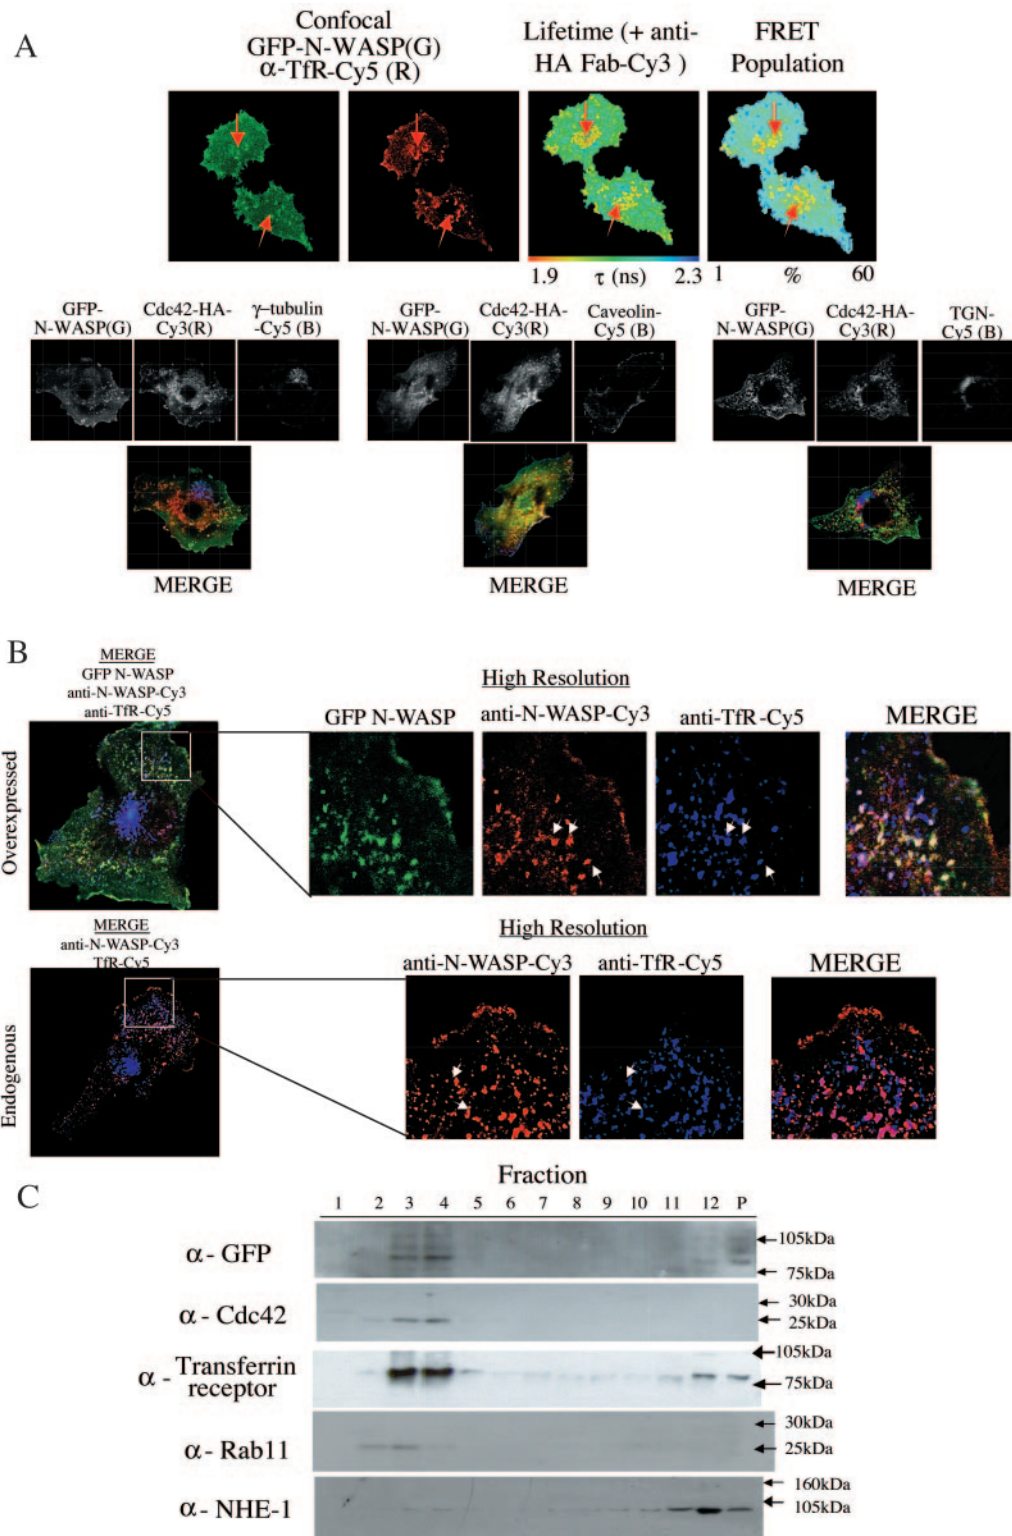 A
Confocal
GFP-N-WASP(G)
α-TfR-Cy5 (R)
Lifetime (+ anti-
HA Fab-Cy3 )
FRET
Population
1.9 τ (ns) 2.3
1 % 60
GFP-
N-WASP(G)
Cdc42-HA-
Cy3(R)
γ-tubulin
-Cy5 (B)
MERGE
GFP-
N-WASP(G)
Cdc42-HA-
Cy3(R)
Caveolin-
Cy5 (B)
MERGE
GFP-
N-WASP(G)
Cdc42-HA-
Cy3(R)
TGN-
Cy5 (B)
MERGE
B
MERGE
GFP N-WASP
anti-N-WASP-Cy3
anti-TfR-Cy5
Overexpressed
High Resolution
GFP N-WASP
anti-N-WASP-Cy3
anti-TfR-Cy5
MERGE
MERGE
anti-N-WASP-Cy3
TfR-Cy5
Endogenous
High Resolution
anti-N-WASP-Cy3
anti-TfR-Cy5
MERGE
C
Fraction
1 2 3 4 5 6 7 8 9 10 11 12 P
α - GFP
105kDa
75kDa
α - Cdc42
30kDa
25kDa
α - Transferrin
receptor
105kDa
75kDa
α - Rab11
30kDa
25kDa
α - NHE-1
160kDa
105kDa